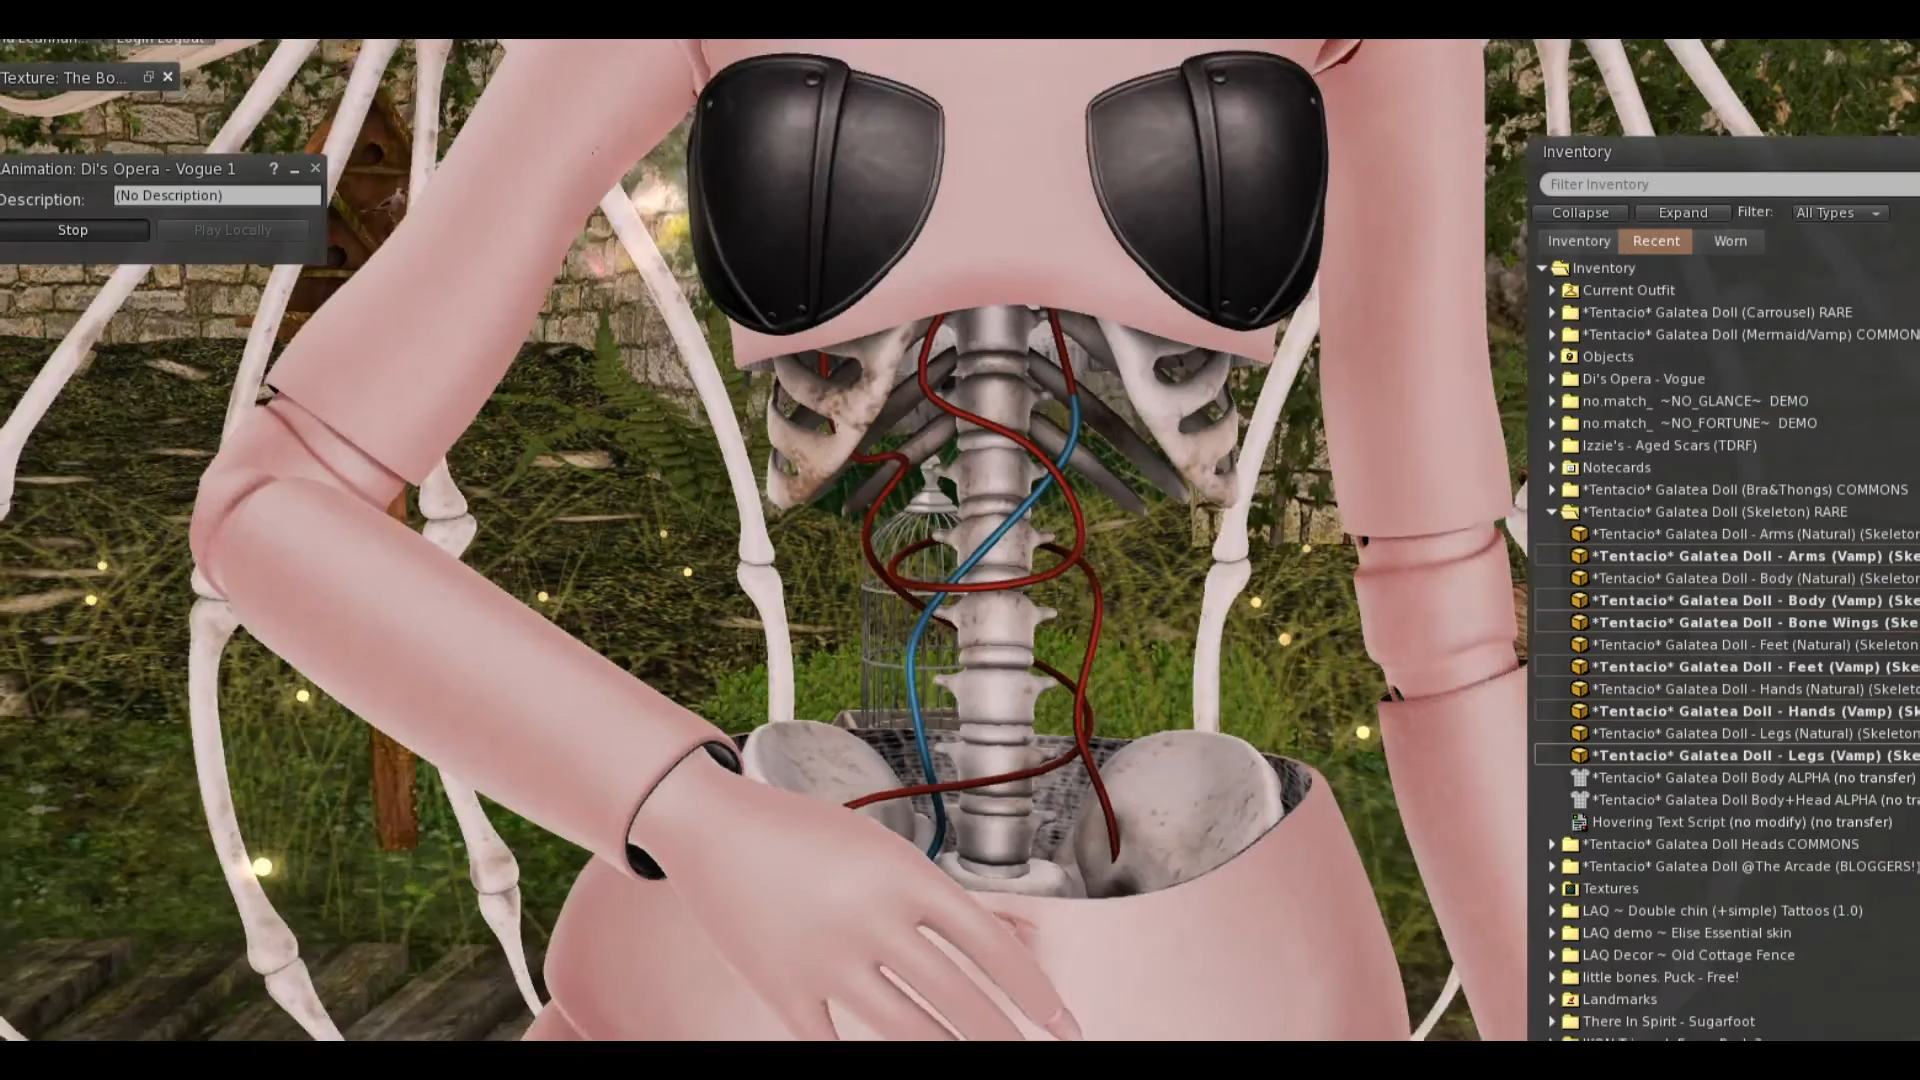 Login Logout
Texture: The Bo...
Animation: Di's Opera - Vogue 1
Description:
(No Description)
Stop
Play Locally
Inventory
Filter Inventory
Collapse
Expand
Filter:
All Types
Inventory
Recent
Worn
Inventory
Current Outfit
*Tentacio* Galatea Doll (Carrousel) RARE
*Tentacio* Galatea Doll (Mermaid/Vamp) COMMON
Objects
Di's Opera - Vogue
no.match_ ~NO_GLANCE~ DEMO
no.match_ ~NO_FORTUNE~ DEMO
Izzie's - Aged Scars (TDRF)
Notecards
*Tentacio* Galatea Doll (Bra&Thongs) COMMONS
*Tentacio* Galatea Doll (Skeleton) RARE
*Tentacio* Galatea Doll - Arms (Natural) (Skeleton
*Tentacio* Galatea Doll - Arms (Vamp) (Ske
*Tentacio* Galatea Doll - Body (Natural) (Skeleton
*Tentacio* Galatea Doll - Body (Vamp) (Ske
*Tentacio* Galatea Doll - Bone Wings (Ske
*Tentacio* Galatea Doll - Feet (Natural) (Skeleton
*Tentacio* Galatea Doll - Feet (Vamp) (Ske
*Tentacio* Galatea Doll - Hands (Natural) (Skeleto
*Tentacio* Galatea Doll - Hands (Vamp) (Sk
*Tentacio* Galatea Doll - Legs (Natural) (Skeleton
*Tentacio* Galatea Doll - Legs (Vamp) (Ske
*Tentacio* Galatea Doll Body ALPHA (no transfer)
*Tentacio* Galatea Doll Body+Head ALPHA (no tra
Hovering Text Script (no modify) (no transfer)
*Tentacio* Galatea Doll Heads COMMONS
*Tentacio* Galatea Doll @The Arcade (BLOGGERS!)
Textures
LAQ ~ Double chin (+simple) Tattoos (1.0)
LAQ demo ~ Elise Essential skin
LAQ Decor ~ Old Cottage Fence
little bones. Puck - Free!
Landmarks
There In Spirit - Sugarfoot